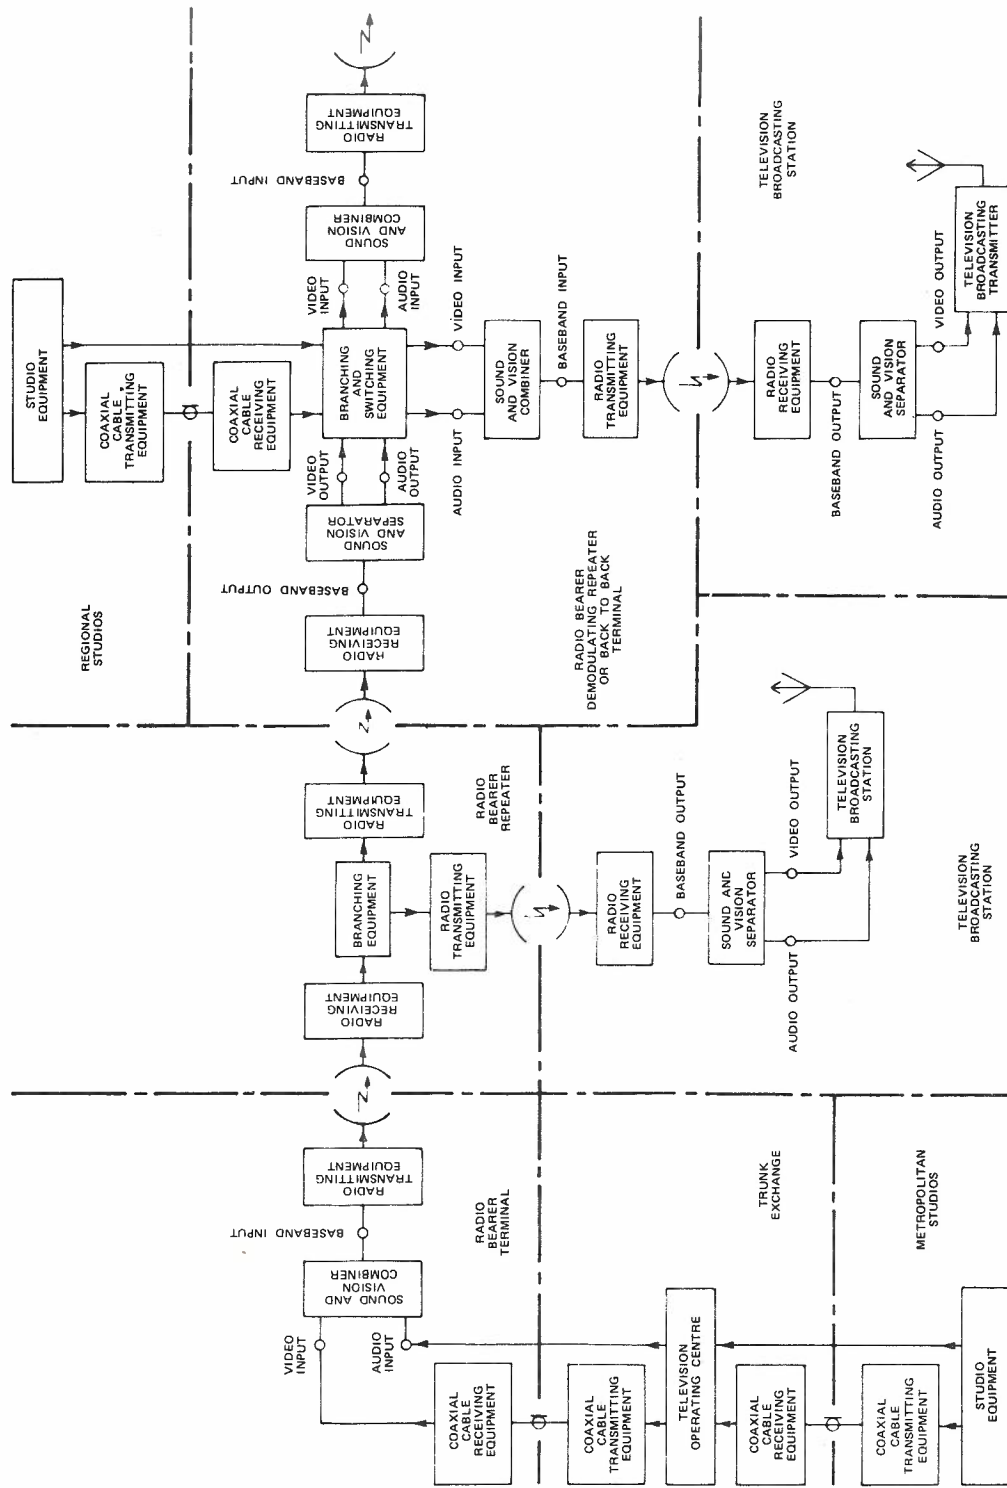 REGIONAL
STUDIOS
STUDIO
EQUIPMENT
COAXIAL
CABLE
TRANSMITTING
EQUIPMENT
COAXIAL
CABLE
RECEIVING
EQUIPMENT
VIDEO
INPUT
AUDIO
INPUT
SOUND AND
VISION
COMBINER
BASEBAND INPUT
RADIO
TRANSMITTING
EQUIPMENT
RADIO
RECEIVING
EQUIPMENT
BRANCHING
EQUIPMENT
RADIO
TRANSMITTING
EQUIPMENT
RADIO
RECEIVING
EQUIPMENT
BASEBAND OUTPUT
SOUND
AND VISION
SEPARATOR
VIDEO
OUTPUT
AUDIO
OUTPUT
BRANCHING
AND
SWITCHING
EQUIPMENT
VIDEO
INPUT
AUDIO
INPUT
SOUND
AND VISION
COMBINER
BASEBAND INPUT
RADIO
TRANSMITTING
EQUIPMENT
COAXIAL
CABLE
RECEIVING
EQUIPMENT
RADIO
BEARER
TERMINAL
RADIO
TRANSMITTING
EQUIPMENT
RADIO
BEARER
REPEATER
AUDIO INPUT
VIDEO INPUT
SOUND
AND VISION
COMBINER
BASEBAND INPUT
RADIO
TRANSMITTING
EQUIPMENT
RADIO BEARER
DEMODULATING REPEATER
OR BACK TO BACK
TERMINAL
COAXIAL
CABLE
TRANSMITTING
EQUIPMENT
TELEVISION
OPERATING CENTRE
COAXIAL
CABLE
RECEIVING
EQUIPMENT
TRUNK
EXCHANGE
RADIO
RECEIVING
EQUIPMENT
BASEBAND OUTPUT
SOUND AND
VISION
SEPARATOR
AUDIO OUTPUT
VIDEO OUTPUT
TELEVISION
BROADCASTING
STATION
RADIO
RECEIVING
EQUIPMENT
BASEBAND OUTPUT
SOUND
AND VISION
SEPARATOR
AUDIO OUTPUT
VIDEO OUTPUT
TELEVISION
BROADCASTING
TRANSMITTER
TELEVISION
BROADCASTING
STATION
COAXIAL
CABLE
TRANSMITTING
EQUIPMENT
STUDIO
EQUIPMENT
METROPOLITAN
STUDIOS
TELEVISION
BROADCASTING
STATION